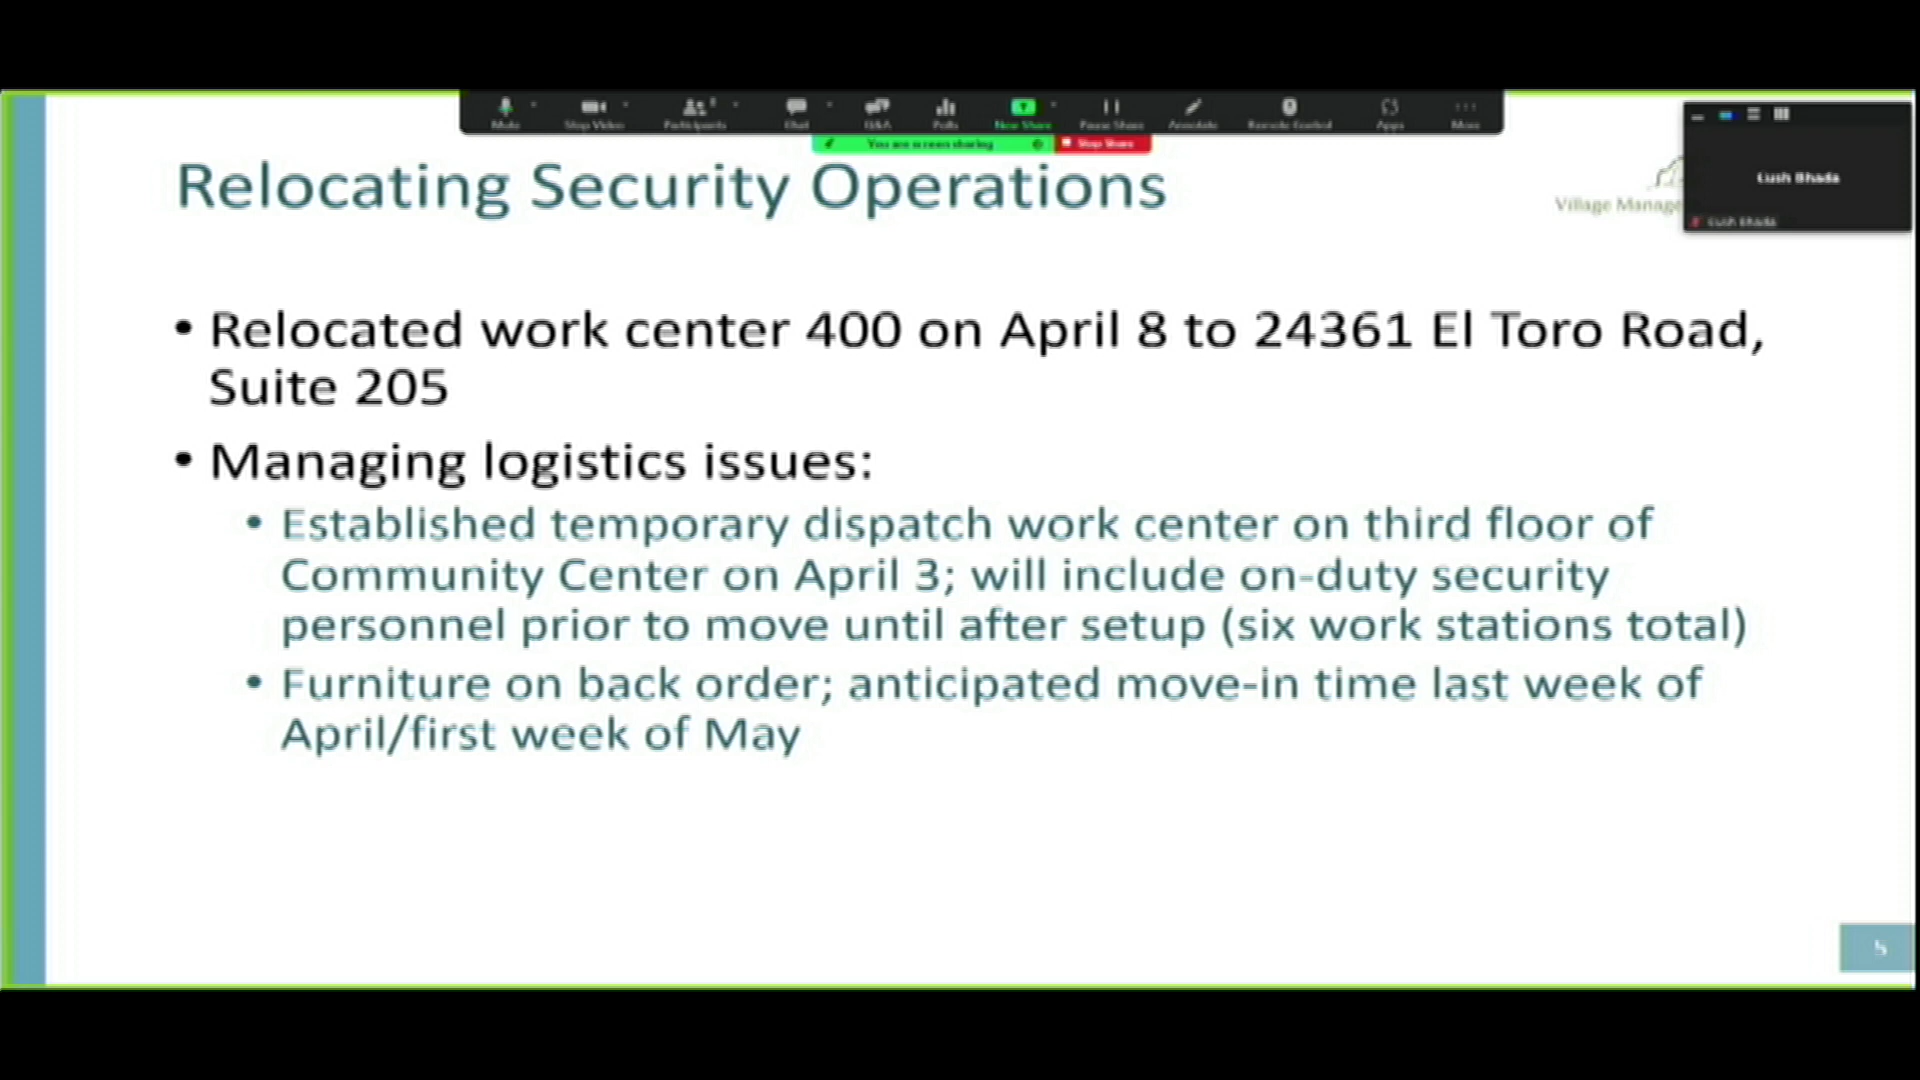 Mute
Stop Video
Participants
Chat
Q&A
Polls
New Share
Pause Share
Annotate
Remote Control
Apps
More
You are screen sharing
Stop Share
Relocating Security Operations
Village Manage
Lush Bhada
Lush Bhada
• Relocated work center 400 on April 8 to 24361 El Toro Road,
Suite 205
• Managing logistics issues:
• Established temporary dispatch work center on third floor of
Community Center on April 3; will include on-duty security
personnel prior to move until after setup (six work stations total)
• Furniture on back order; anticipated move-in time last week of
April/first week of May
5